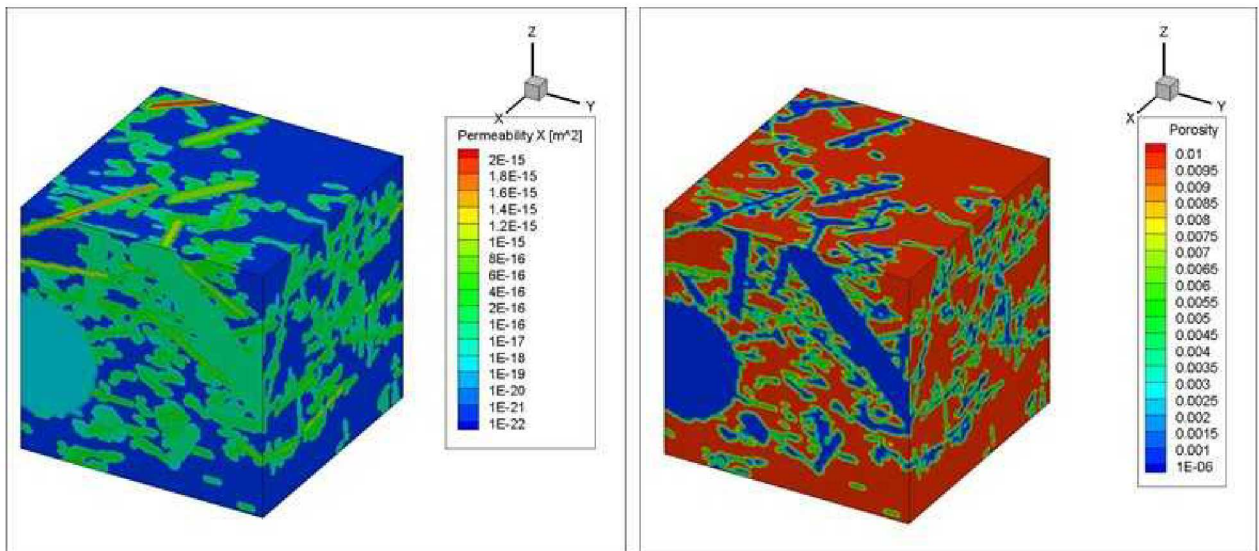 Z
X
Y
Permeability X [m^2]
2E-15
1.8E-15
1.6E-15
1.4E-15
1.2E-15
1E-15
8E-16
6E-16
4E-16
2E-16
1E-16
1E-17
1E-18
1E-19
1E-20
1E-21
1E-22
Z
X
Y
Porosity
0.01
0.0095
0.009
0.0085
0.008
0.0075
0.007
0.0065
0.006
0.0055
0.005
0.0045
0.004
0.0035
0.003
0.0025
0.002
0.0015
0.001
1E-06